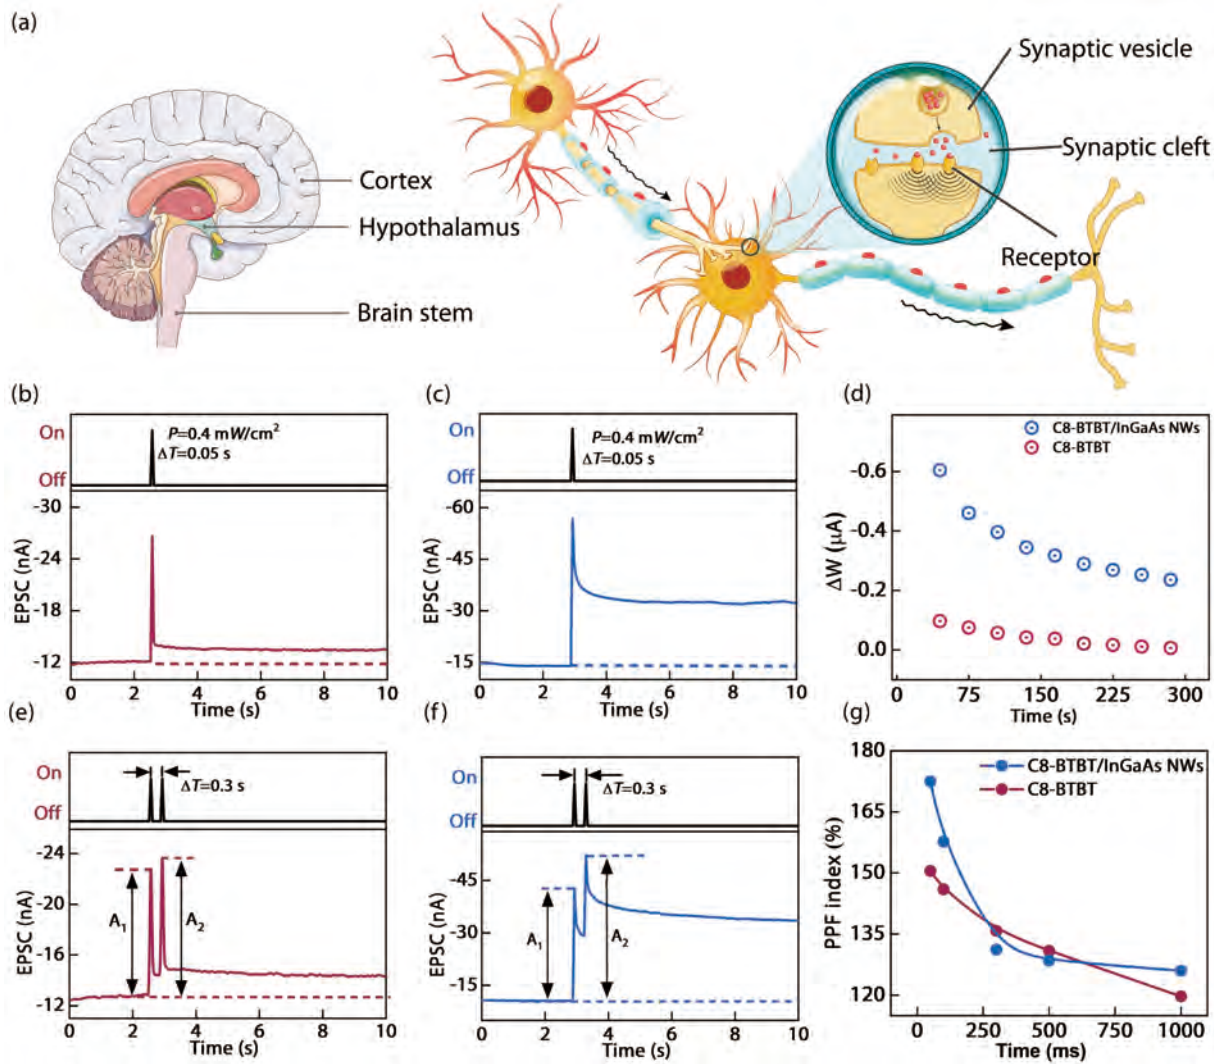 (a)
Synaptic vesicle
Synaptic cleft
Receptor
Cortex
Hypothalamus
Brain stem
(b)
On
Off
P=0.4 mW/cm²
ΔT=0.05 s
EPSC (nA)
-30
-24
-18
-12
0 2 4 6 8 10
Time (s)
(c)
On
Off
P=0.4 mW/cm²
ΔT=0.05 s
EPSC (nA)
-60
-45
-30
-15
0 2 4 6 8 10
Time (s)
(d)
C8-BTBT/InGaAs NWs
C8-BTBT
ΔW (μA)
-0.6
-0.4
-0.2
0.0
0 75 150 225 300
Time (s)
(e)
On
Off
ΔT=0.3 s
EPSC (nA)
-24
-20
-16
-12
A₁
A₂
0 2 4 6 8 10
Time (s)
(f)
On
Off
ΔT=0.3 s
EPSC (nA)
-45
-30
-15
A₁
A₂
0 2 4 6 8 10
Time (s)
(g)
C8-BTBT/InGaAs NWs
C8-BTBT
PPF index (%)
180
165
150
135
120
0 250 500 750 1000
Time (ms)